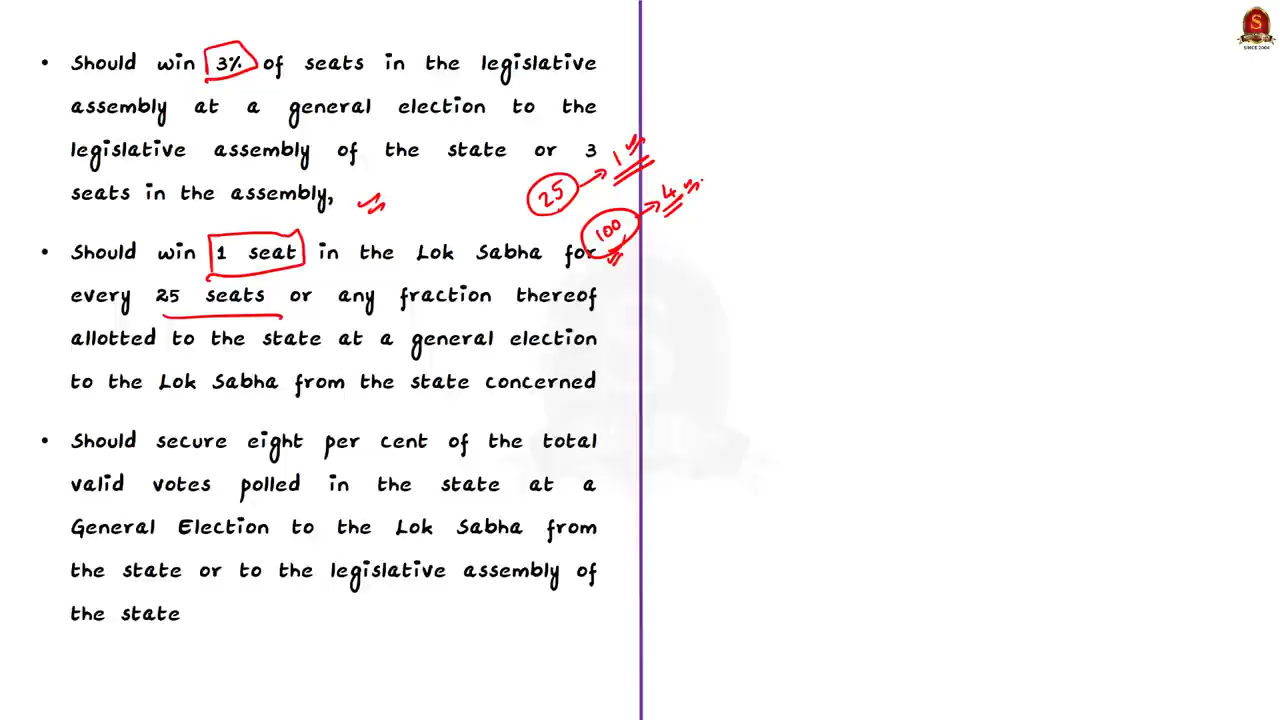 • Should win 3% of seats in the legislative
assembly at a general election to the
legislative assembly of the state or 3
seats in the assembly,
25 → 1
100 → 4
• Should win 1 seat in the Lok Sabha for
every 25 seats or any fraction thereof
allotted to the state at a general election
to the Lok Sabha from the state concerned
• Should secure eight per cent of the total
valid votes polled in the state at a
General Election to the Lok Sabha from
the state or to the legislative assembly of
the state
S
SINCE 2004